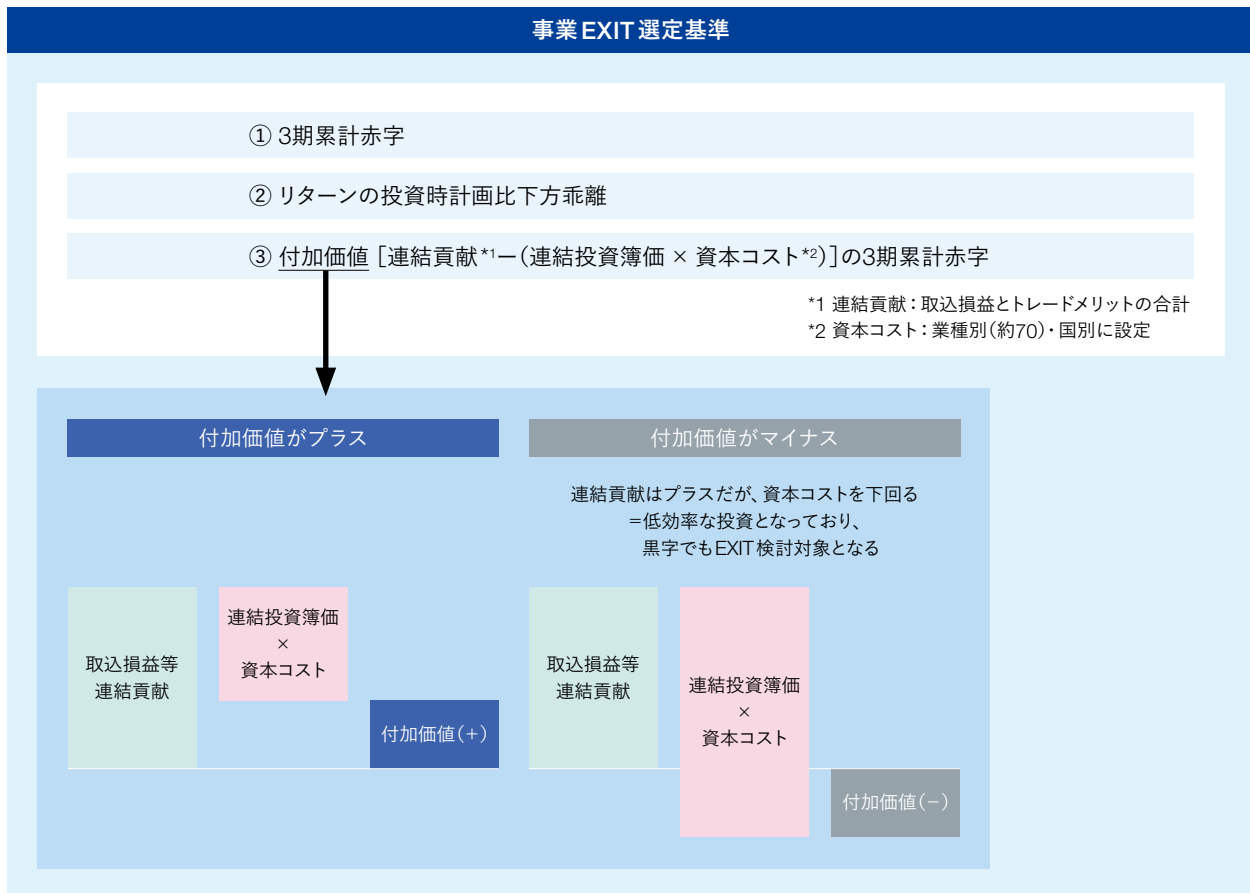 事業EXIT選定基準
① 3期累計赤字
② リターンの投資時計画比下方乖離
③ 付加価値［連結貢献*1ー（連結投資簿価 × 資本コスト*2）］の3期累計赤字
*1 連結貢献：取込損益とトレードメリットの合計
*2 資本コスト：業種別（約70）・国別に設定
付加価値がプラス
取込損益等
連結貢献
連結投資簿価
×
資本コスト
付加価値（+）
付加価値がマイナス
連結貢献はプラスだが、資本コストを下回る
＝低効率な投資となっており、
黒字でもEXIT検討対象となる
取込損益等
連結貢献
連結投資簿価
×
資本コスト
付加価値（−）